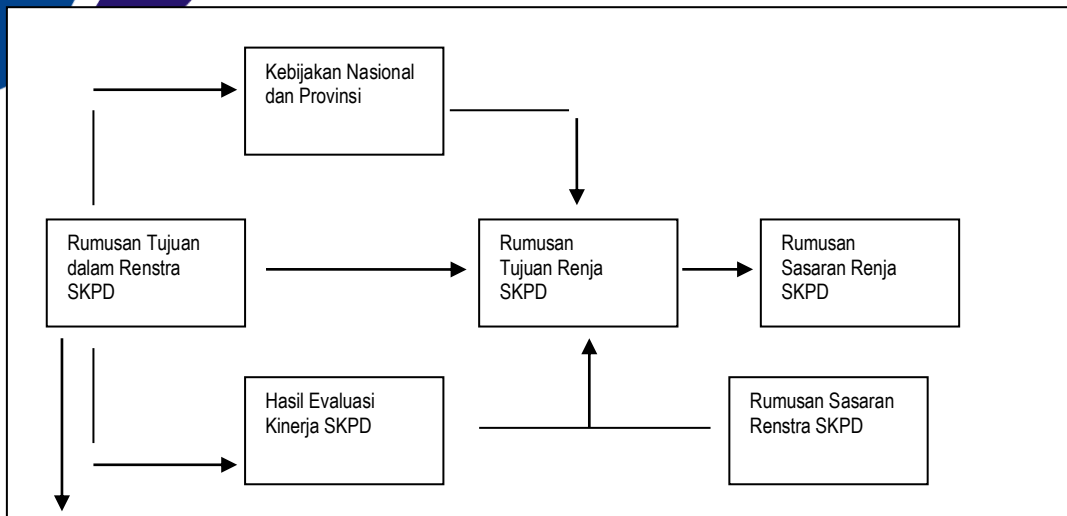 Kebijakan Nasional
dan Provinsi
Rumusan Tujuan
dalam Renstra
SKPD
Rumusan
Tujuan Renja
SKPD
Rumusan
Sasaran Renja
SKPD
Hasil Evaluasi
Kinerja SKPD
Rumusan Sasaran
Renstra SKPD